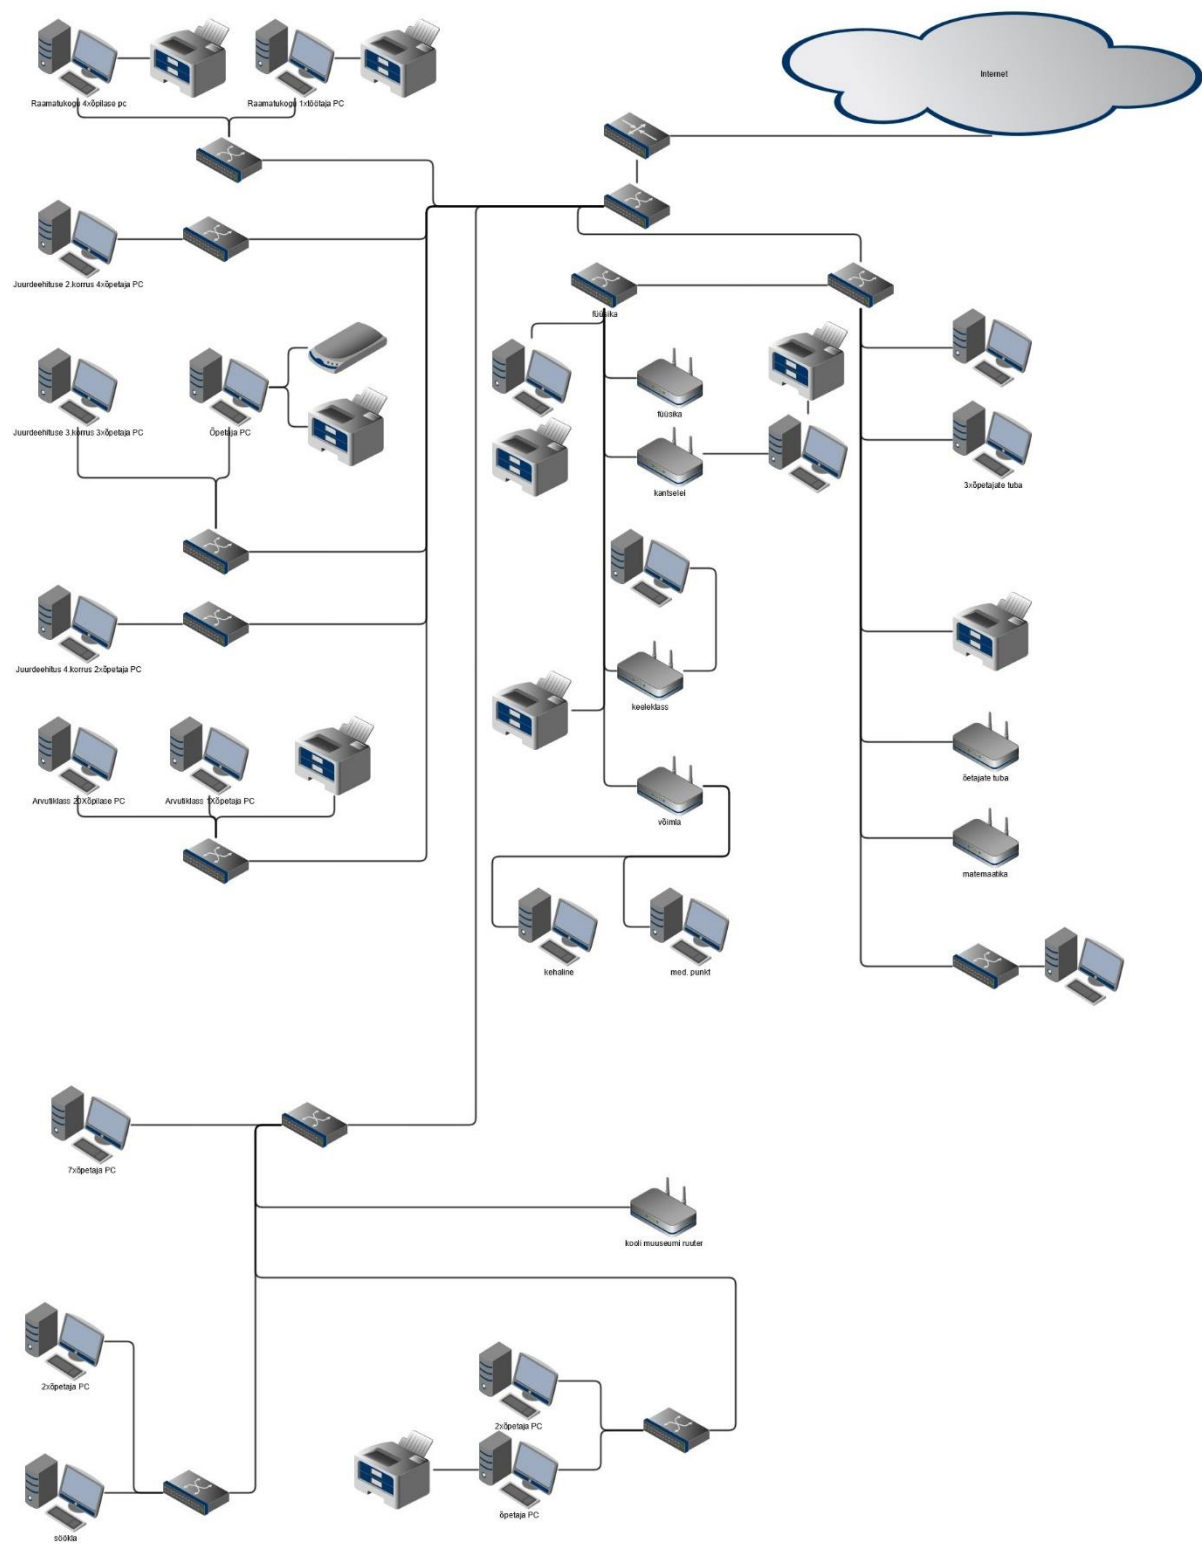 Internet
Raamatukogu 4xõpilase pc
Raamatukogu 1xtöötaja PC
Juurdeehituse 2.korrus 4xõpetaja PC
füüsika
Juurdeehituse 3.korrus 3xõpetaja PC
Õpetaja PC
füüsika
kantselei
3xõpetajate tuba
Juurdeehitus 4.korrus 2xõpetaja PC
keeleklass
õetajate tuba
Arvutiklass 20Xõpilase PC
Arvutiklass 1Xõpetaja PC
võimla
matemaatika
kehaline
med. punkt
7xõpetaja PC
kooli muuseumi ruuter
2xõpetaja PC
2xõpetaja PC
õpetaja PC
söökla